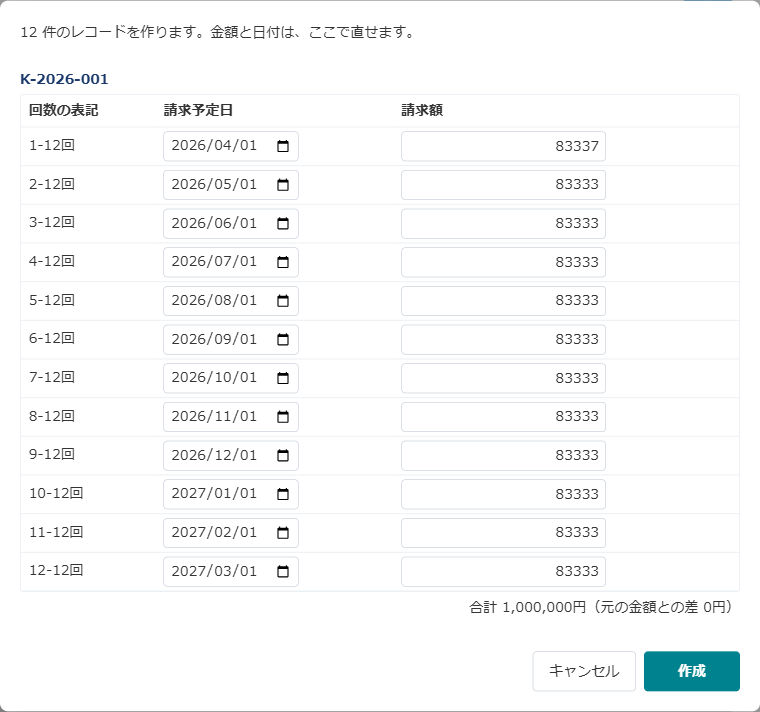 12 件のレコードを作ります。金額と日付は、ここで直せます。
K-2026-001
回数の表記 請求予定日 請求額
1-12回 2026/04/01 83337
2-12回 2026/05/01 83333
3-12回 2026/06/01 83333
4-12回 2026/07/01 83333
5-12回 2026/08/01 83333
6-12回 2026/09/01 83333
7-12回 2026/10/01 83333
8-12回 2026/11/01 83333
9-12回 2026/12/01 83333
10-12回 2027/01/01 83333
11-12回 2027/02/01 83333
12-12回 2027/03/01 83333
合計 1,000,000円（元の金額との差 0円）
キャンセル 作成